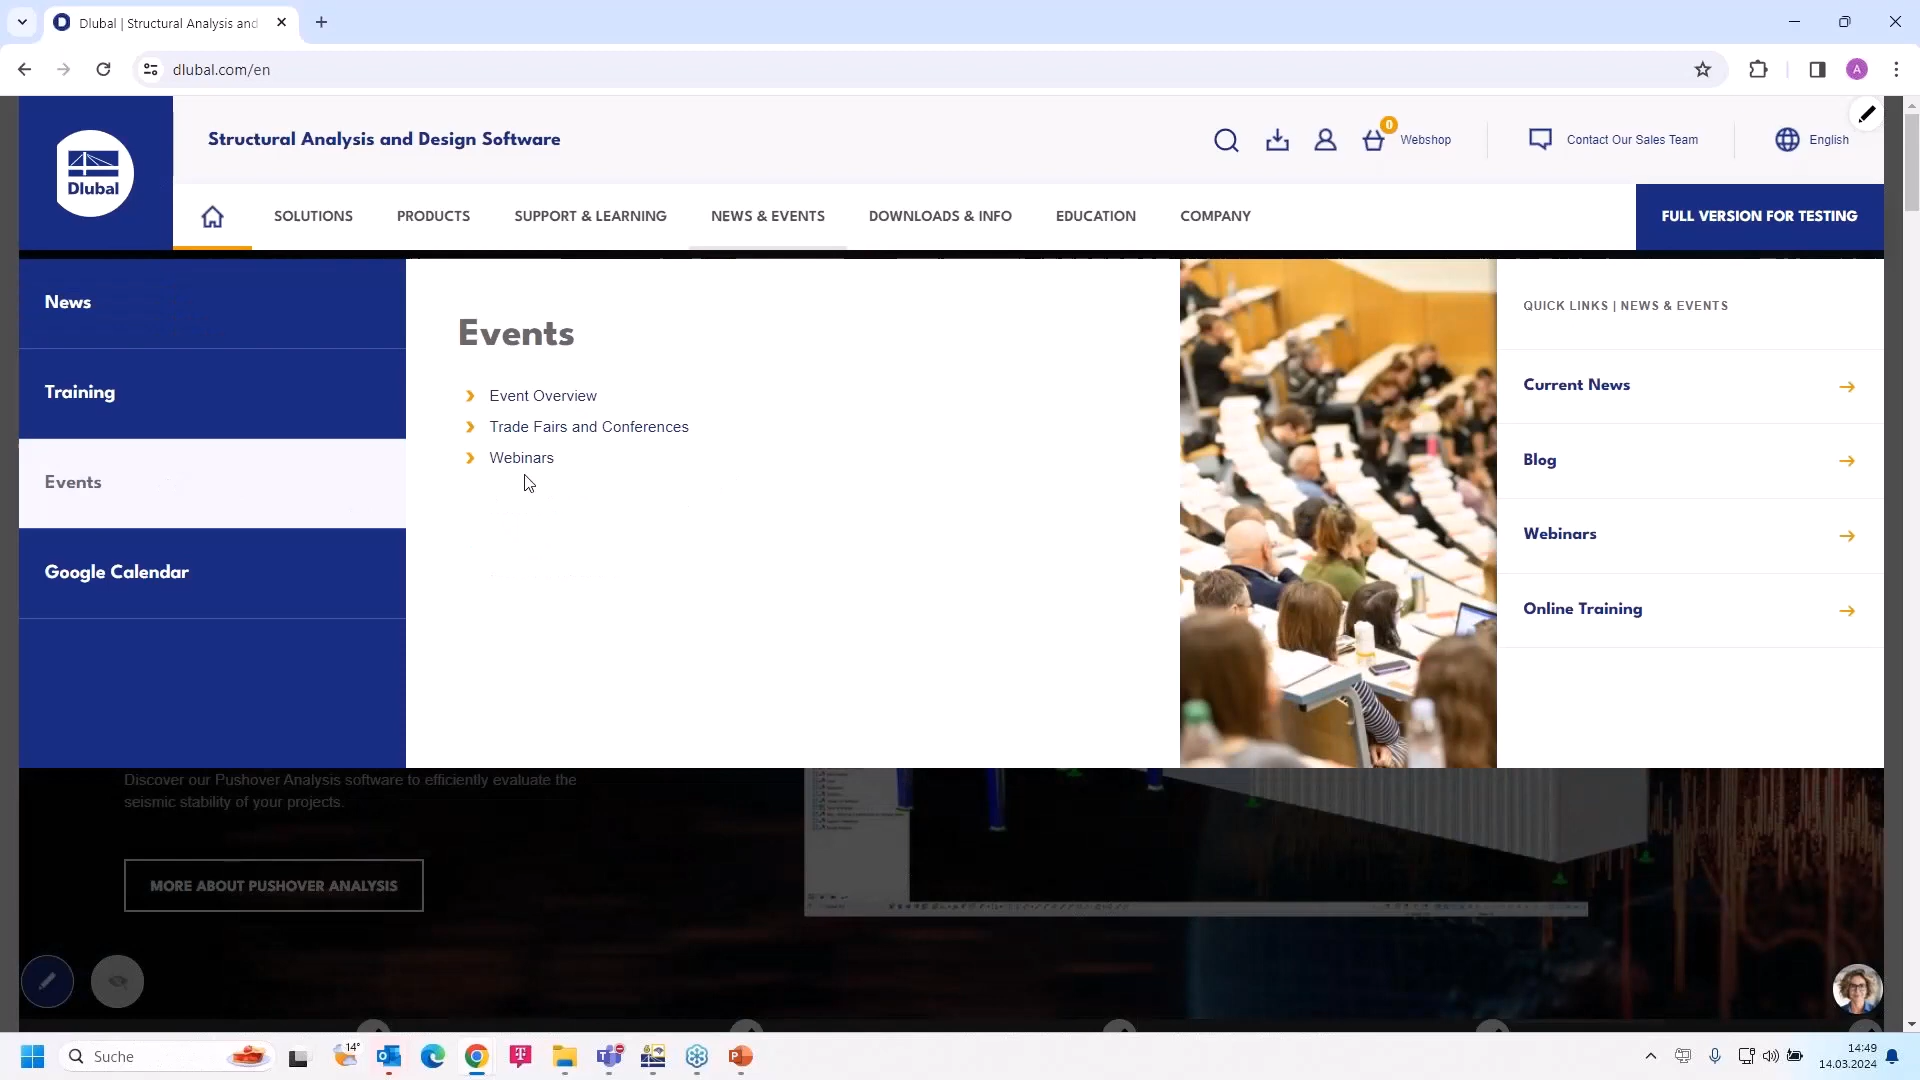 Dlubal | Structural Analysis and
dlubal.com/en
Dlubal
Structural Analysis and Design Software
0
Webshop
Contact Our Sales Team
English
SOLUTIONS
PRODUCTS
SUPPORT & LEARNING
NEWS & EVENTS
DOWNLOADS & INFO
EDUCATION
COMPANY
FULL VERSION FOR TESTING
News
Training
Events
Google Calendar
Events
Event Overview
Trade Fairs and Conferences
Webinars
QUICK LINKS | NEWS & EVENTS
Current News
Blog
Webinars
Online Training
Discover our Pushover Analysis software to efficiently evaluate the
seismic stability of your projects.
MORE ABOUT PUSHOVER ANALYSIS
A
Suche
14°
14:49
14.03.2024